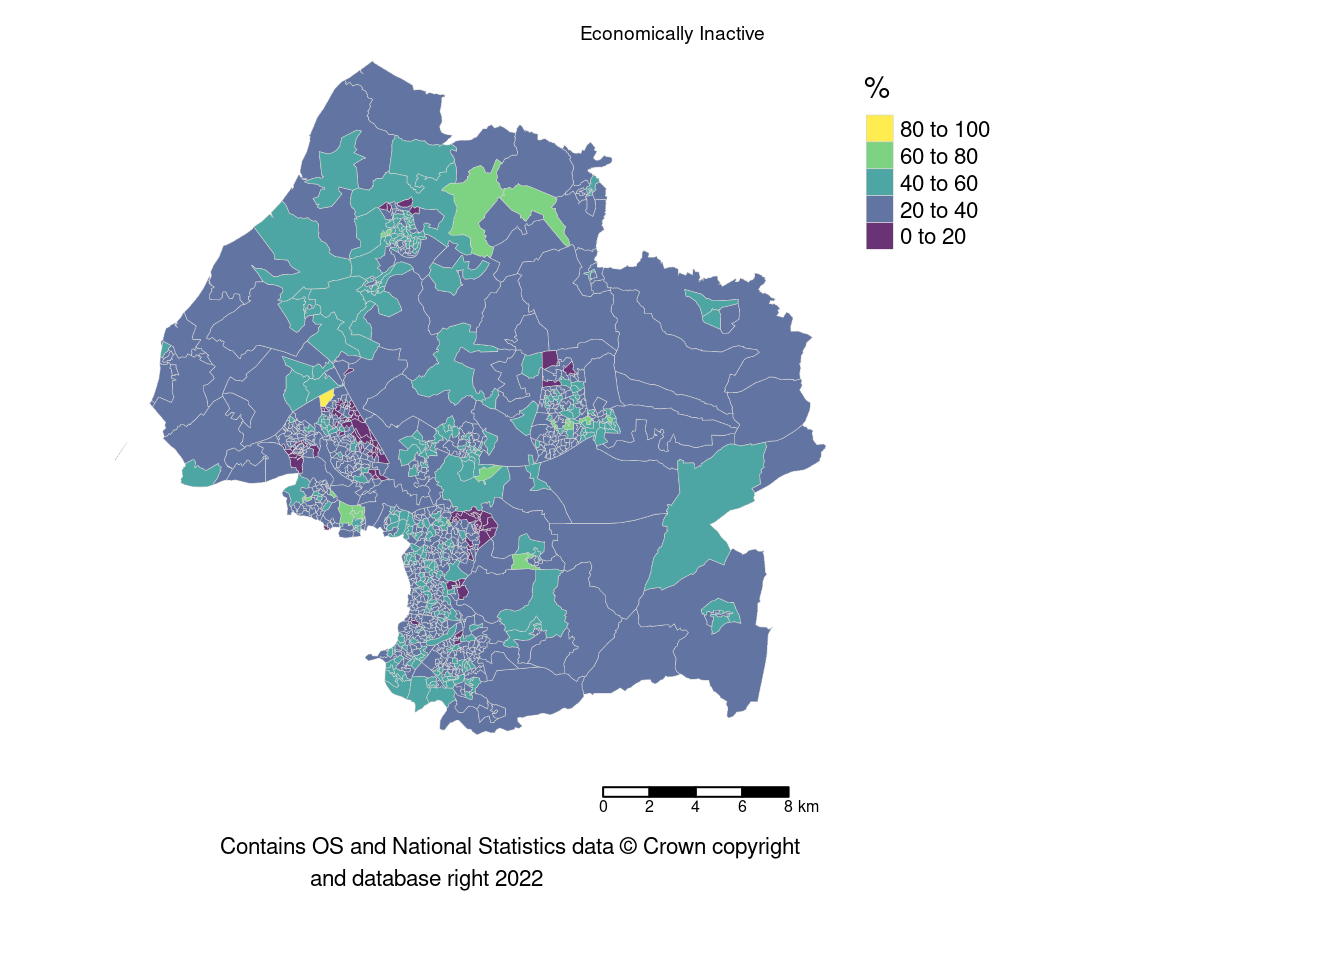 Economically Inactive
%
80 to 100
60 to 80
40 to 60
20 to 40
0 to 20
0 2 4 6 8 km
Contains OS and National Statistics data © Crown copyright
and database right 2022